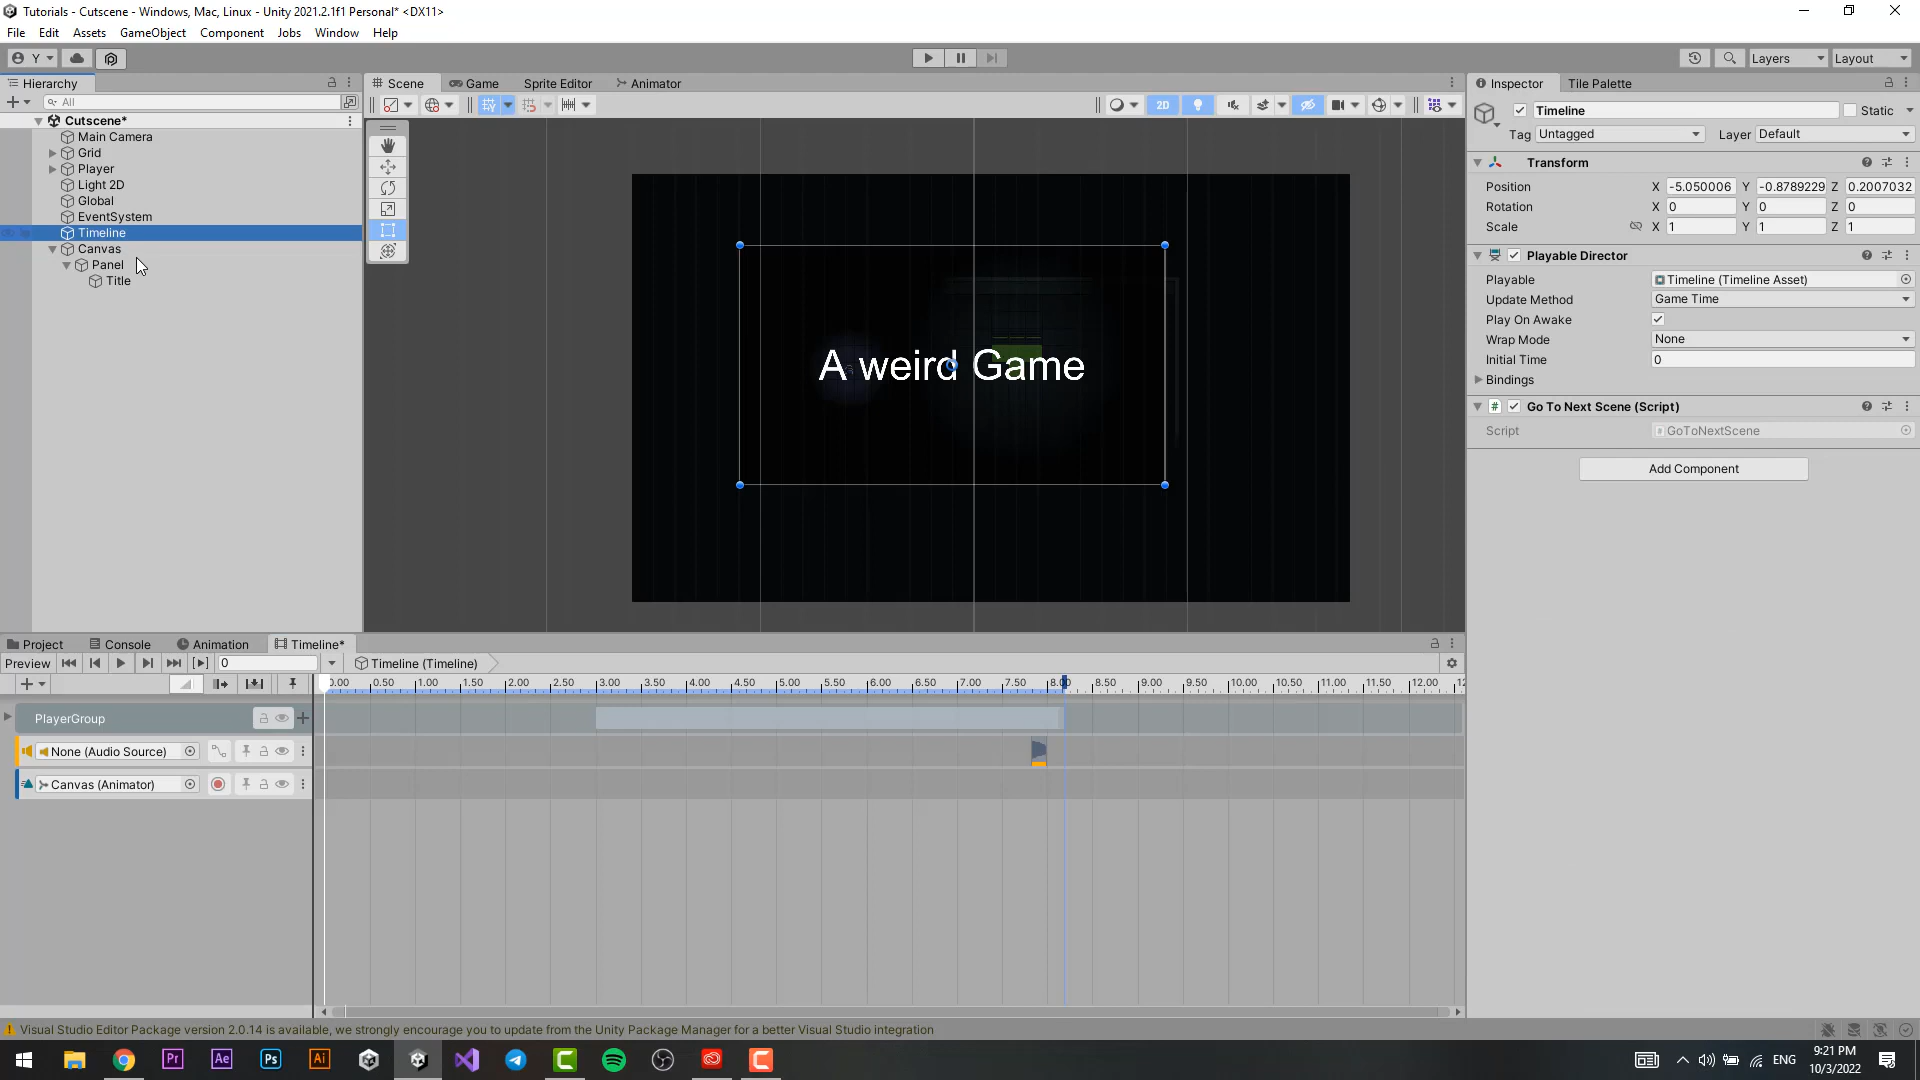 Tutorials - Cutscene - Windows, Mac, Linux - Unity 2021.2.1f1 Personal* <DX11>
File Edit Assets GameObject Component Jobs Window Help
Y Layers Layout
Hierarchy
All
Cutscene*
Main Camera
Grid
Player
Light 2D
Global
EventSystem
Timeline
Canvas
Panel
Title
Scene Game Sprite Editor Animator
2D
A weird Game
Inspector Tile Palette
Timeline Static
Tag Untagged Layer Default
Transform
Position X -5.050006 Y -0.8789229 Z 0.2007032
Rotation X 0 Y 0 Z 0
Scale X 1 Y 1 Z 1
Playable Director
Playable Timeline (Timeline Asset)
Update Method Game Time
Play On Awake
Wrap Mode None
Initial Time 0
Bindings
# Go To Next Scene (Script)
Script GoToNextScene
Add Component
Project Console Animation Timeline*
Preview 0 Timeline (Timeline)
0.00 0.50 1.00 1.50 2.00 2.50 3.00 3.50 4.00 4.50 5.00 5.50 6.00 6.50 7.00 7.50 8.00 8.50 9.00 9.50 10.00 10.50 11.00 11.50 12.00
PlayerGroup
None (Audio Source)
Canvas (Animator)
Visual Studio Editor Package version 2.0.14 is available, we strongly encourage you to update from the Unity Package Manager for a better Visual Studio integration
Pr Ae Ps Ai
ENG
9:21 PM
10/3/2022